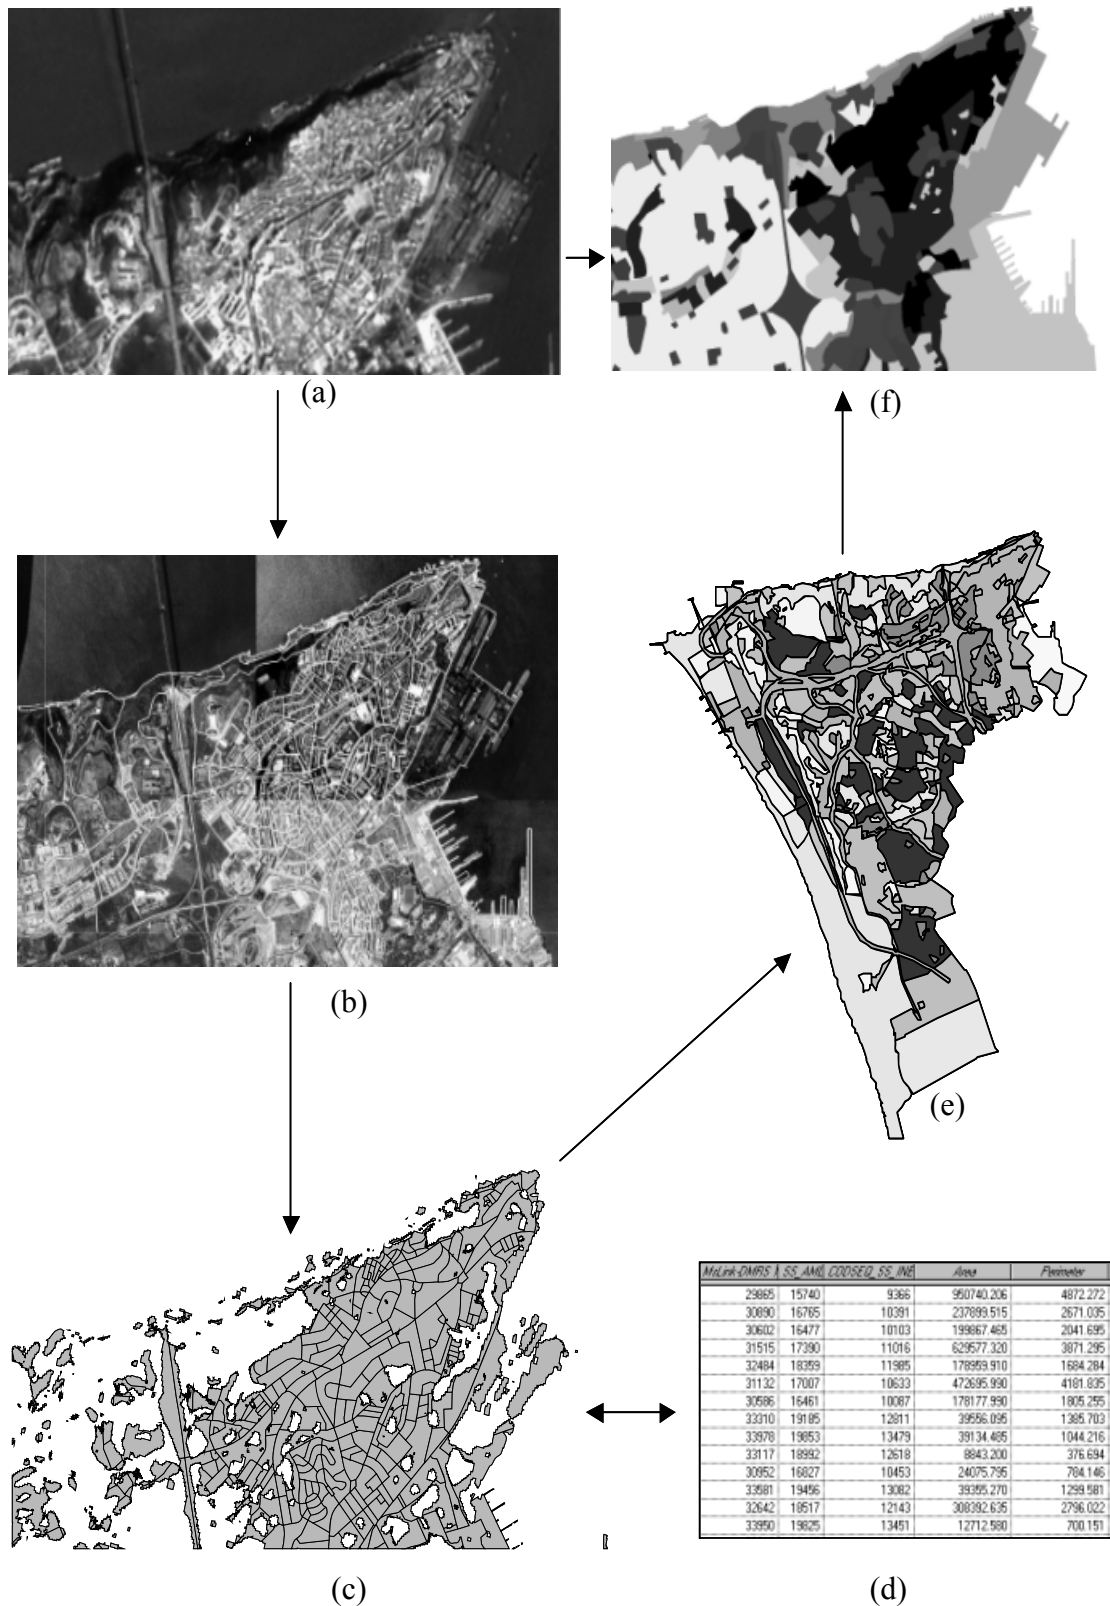 (a)
(f)
(b)
(e)
SS_AML CODSEQ_SS_INE Area Perimeter
29865 15740 9366 950740.206 4872.272
30890 16765 10391 237899.515 2671.035
30602 16477 10103 199867.465 2041.695
31515 17390 11016 629577.320 3871.295
32484 18359 11985 178959.910 1684.284
31132 17007 10633 472695.990 4181.835
30586 16461 10087 178177.990 1805.255
33310 19185 12811 39556.095 1385.703
33978 19853 13479 39134.485 1044.216
33117 18992 12618 8843.200 376.694
30952 16827 10453 24075.795 784.146
33581 19456 13082 39355.270 1299.581
32642 18517 12143 308392.635 2796.022
33950 19825 13451 12712.580 700.151
(c)
(d)